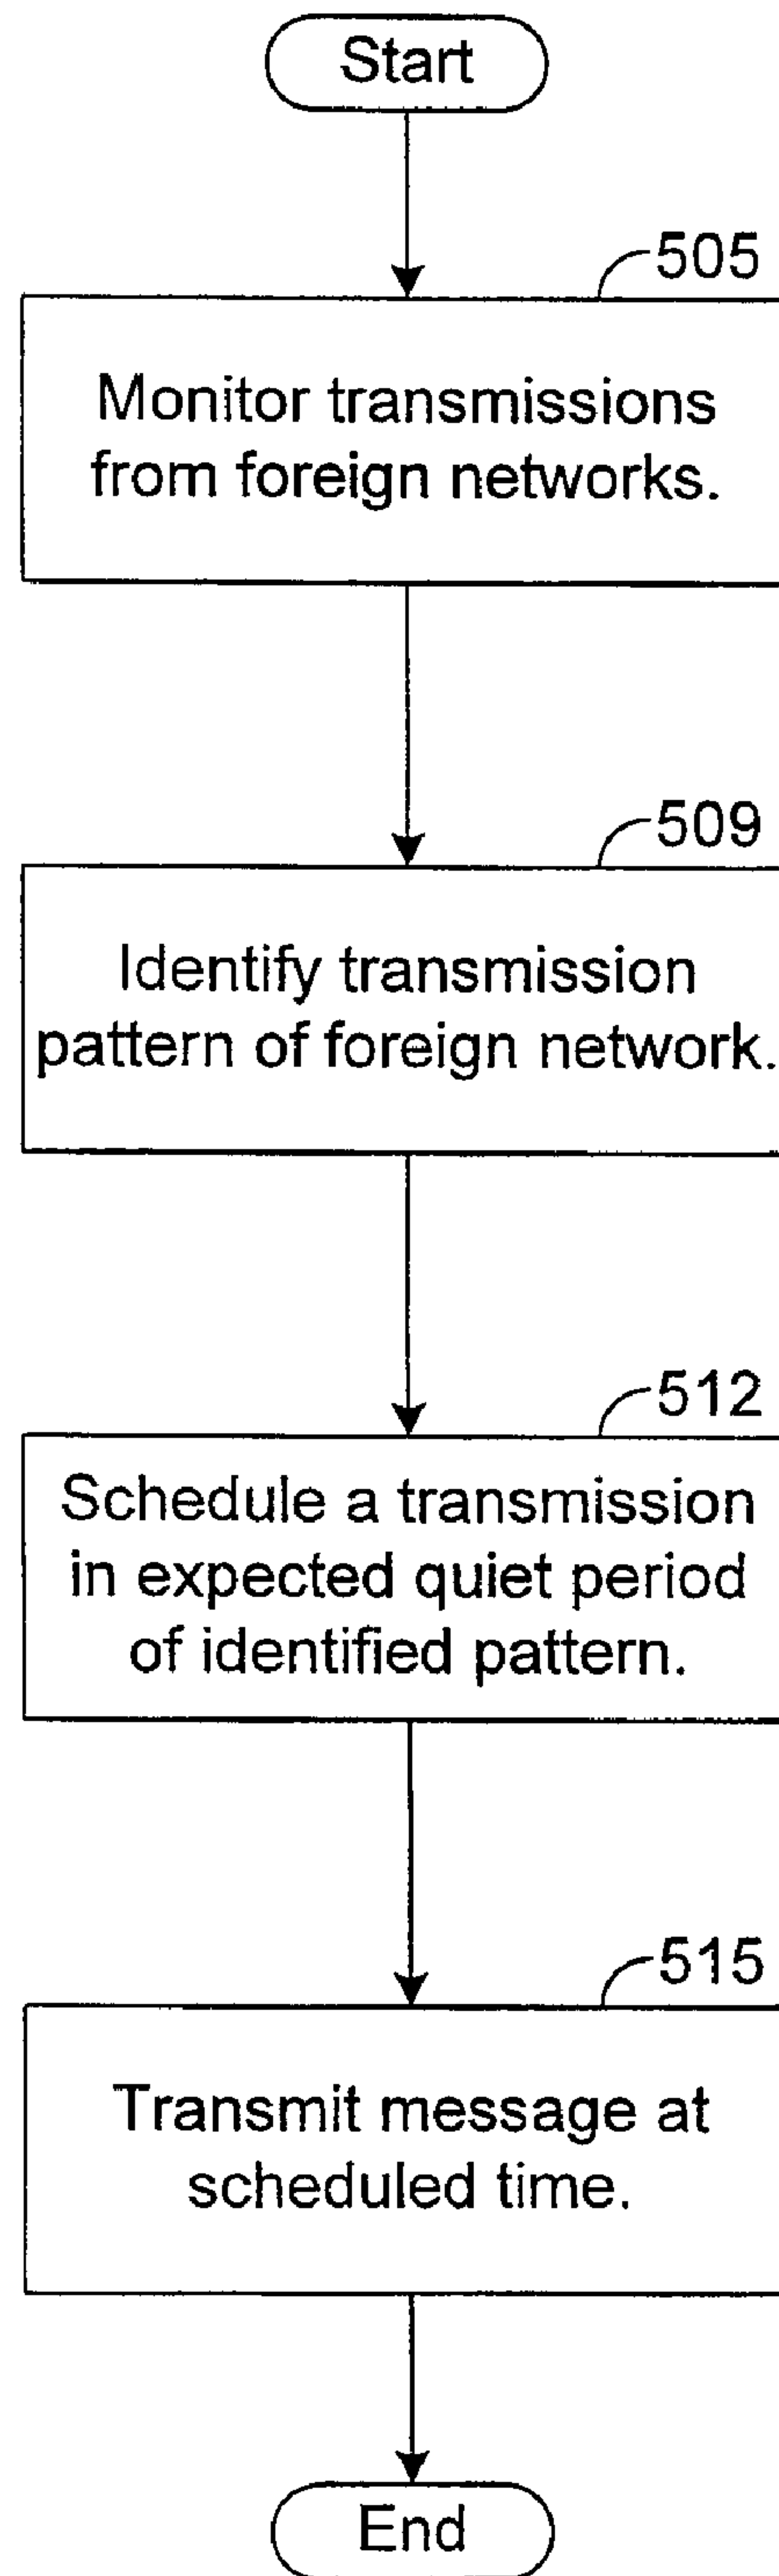 Start
505
Monitor transmissions
from foreign networks.
509
Identify transmission
pattern of foreign network.
512
Schedule a transmission
in expected quiet period
of identified pattern.
515
Transmit message at
scheduled time.
End